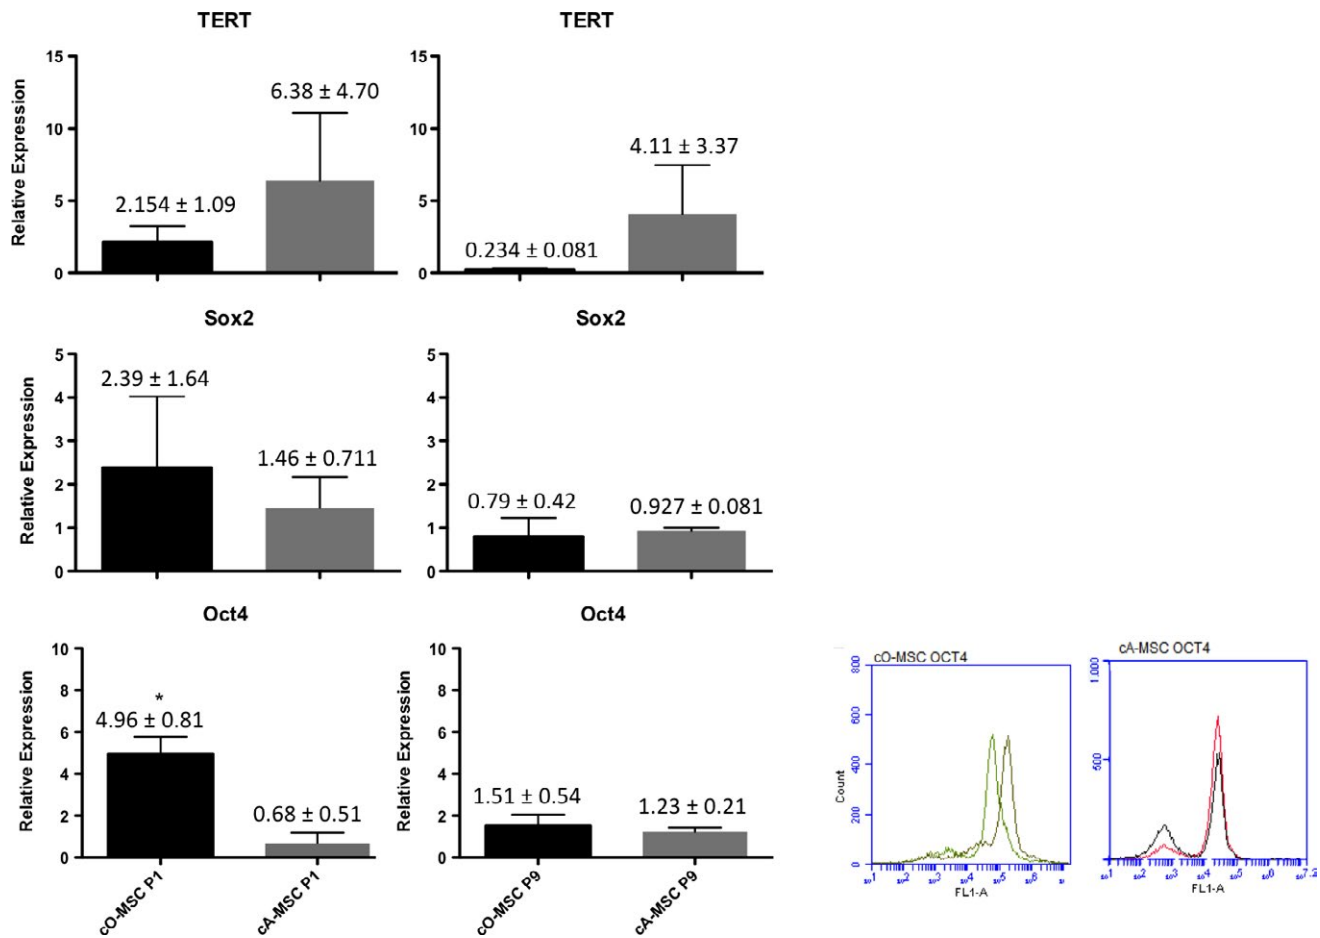 TERT
TERT
Relative Expression
15
10
5
0
2.154 ± 1.09
6.38 ± 4.70
15
10
5
0
0.234 ± 0.081
4.11 ± 3.37
Sox2
Sox2
Relative Expression
5
4
3
2
1
0
2.39 ± 1.64
1.46 ± 0.711
Relative Expression
5
4
3
2
1
0
0.79 ± 0.42
0.927 ± 0.081
Oct4
Oct4
Relative Expression
10
8
6
4
2
0
*
4.96 ± 0.81
0.68 ± 0.51
cO-MSC P1
cA-MSC P1
Relative Expression
10
8
6
4
2
0
1.51 ± 0.54
1.23 ± 0.21
cO-MSC P9
cA-MSC P9
cO-MSC OCT4
Count
800
600
400
200
0
FL1-A
cA-MSC OCT4
1,000
500
0
FL1-A